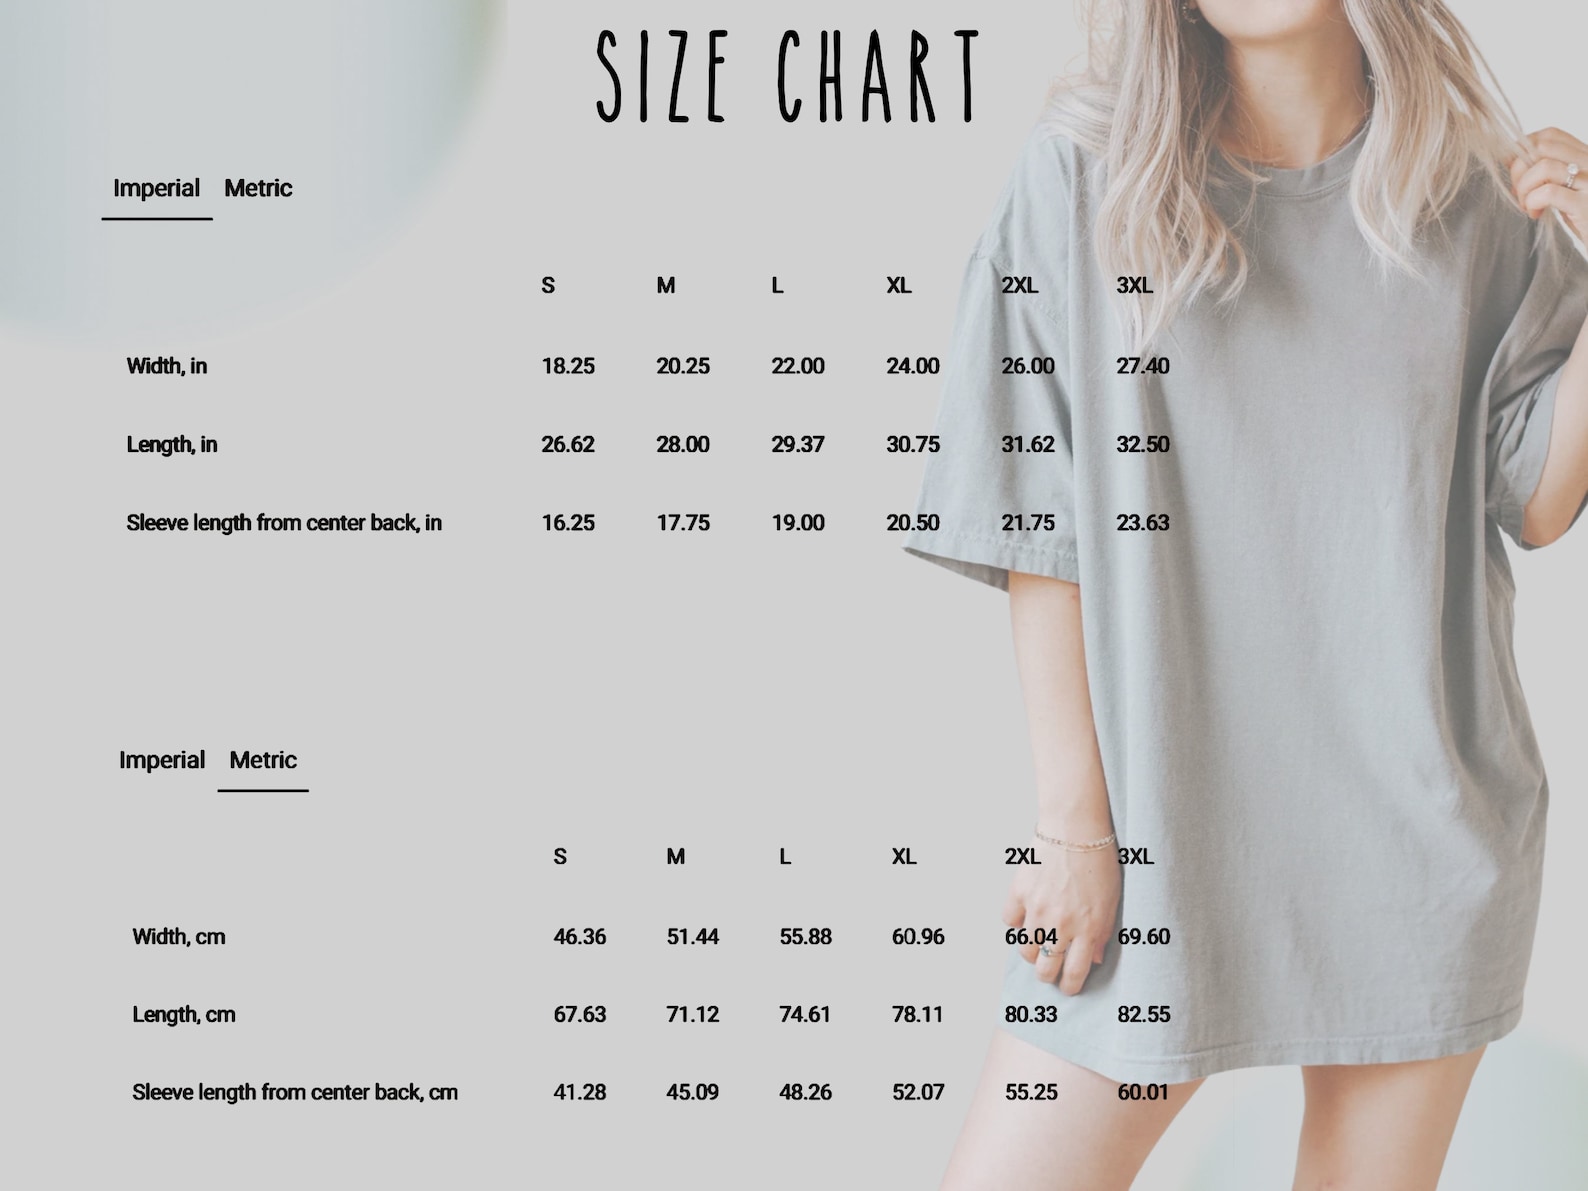 SIZE CHART
Imperial Metric
S M L XL 2XL 3XL
Width, in 18.25 20.25 22.00 24.00 26.00 27.40
Length, in 26.62 28.00 29.37 30.75 31.62 32.50
Sleeve length from center back, in 16.25 17.75 19.00 20.50 21.75 23.63
Imperial Metric
S M L XL 2XL 3XL
Width, cm 46.36 51.44 55.88 60.96 66.04 69.60
Length, cm 67.63 71.12 74.61 78.11 80.33 82.55
Sleeve length from center back, cm 41.28 45.09 48.26 52.07 55.25 60.01